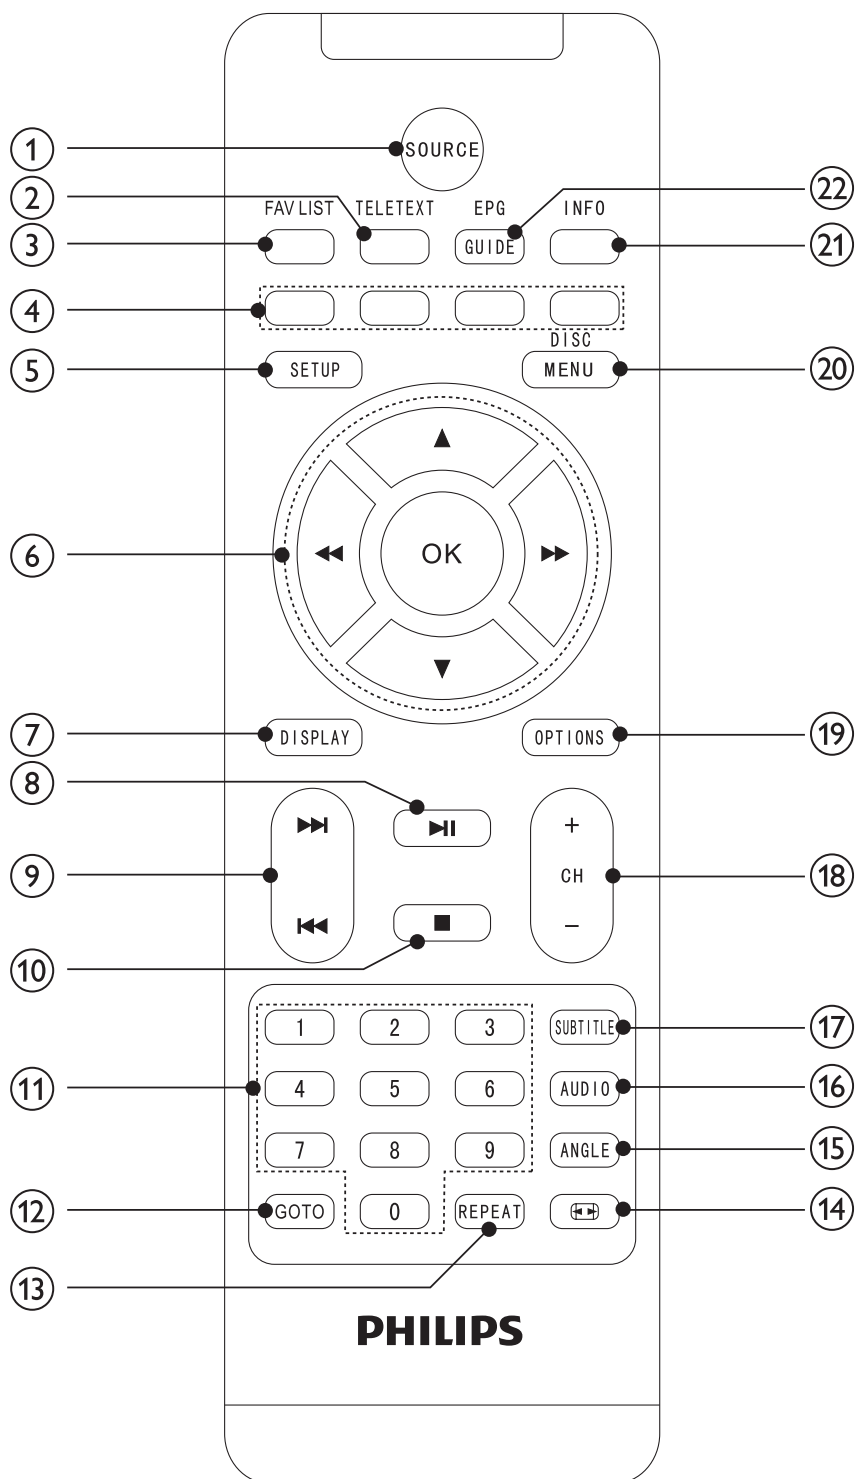 1 SOURCE
2 22
FAV LIST TELETEXT EPG INFO
3 GUIDE 21
4
DISC
5 SETUP MENU 20
6 OK
7 DISPLAY OPTIONS 19
8
+
9 CH 18
−
10
1 2 3 SUBTITLE 17
11 4 5 6 AUDIO 16
7 8 9 ANGLE 15
12 GOTO 0 REPEAT 14
13
PHILIPS